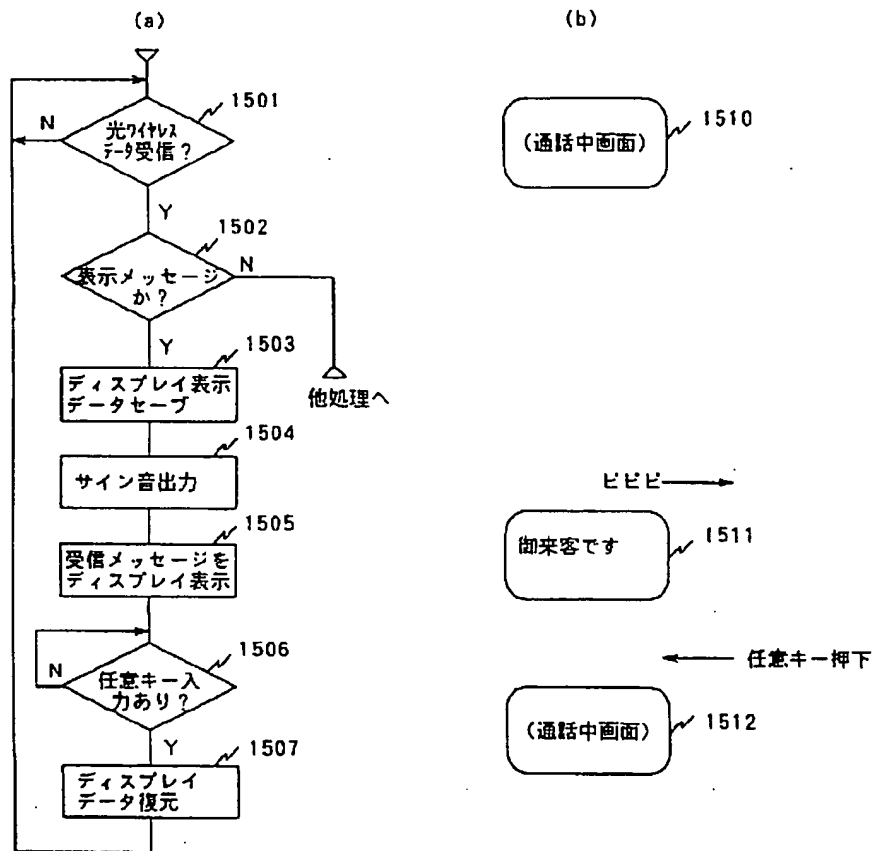 (a)
1501
N
光ワイヤレス
データ受信?
Y
1502
N
表示メッセージ
か?
Y
1503
ディスプレイ表示
データセーブ
他処理へ
1504
サイン音出力
1505
受信メッセージを
ディスプレイ表示
1506
N
任意キー入
力あり?
Y
1507
ディスプレイ
データ復元
(b)
1510
(通話中画面)
ピピピ
1511
御来客です
任意キー押下
1512
(通話中画面)